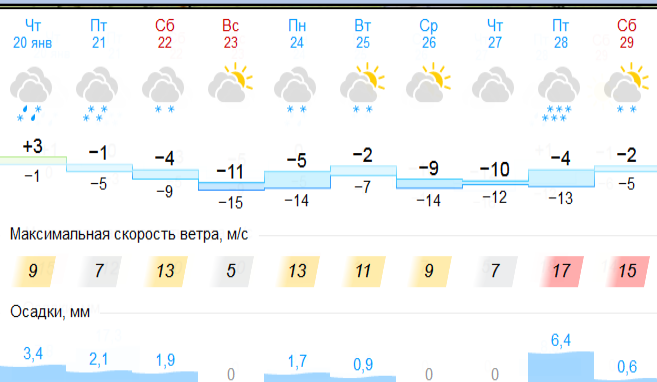 Чт Пт Сб Вс Пн Вт Ср Чт Пт Сб
20 янв 21 22 23 24 25 26 27 28 29
+3 −1 −4 −11 −5 −2 −9 −10 −4 −2
−1 −5 −9 −15 −14 −7 −14 −12 −13 −5
Максимальная скорость ветра, м/с
9 7 13 5 13 11 9 7 17 15
Осадки, мм
3,4 2,1 1,9 0 1,7 0,9 0 0 6,4 0,6